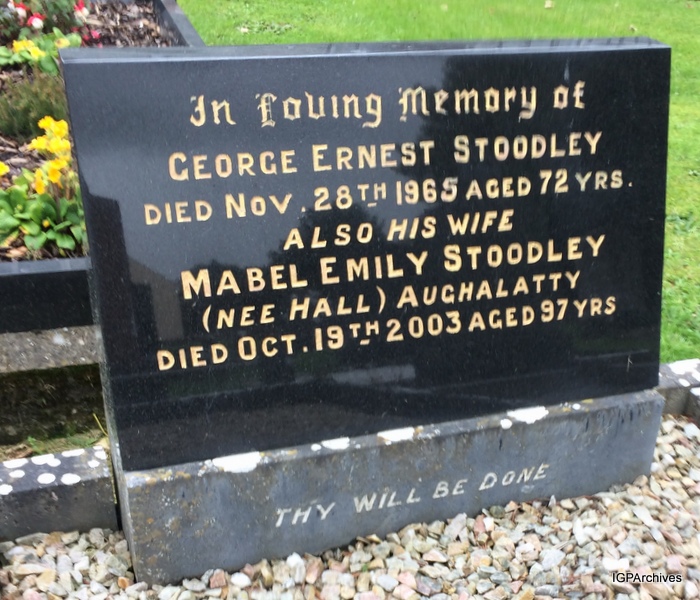 In Loving Memory of
GEORGE ERNEST STOODLEY
DIED NOV. 28TH 1965 AGED 72 YRS.
ALSO HIS WIFE
MABEL EMILY STOODLEY
(NEE HALL) AUGHALATTY
DIED OCT. 19TH 2003 AGED 97 YRS
THY WILL BE DONE
IGPArchives